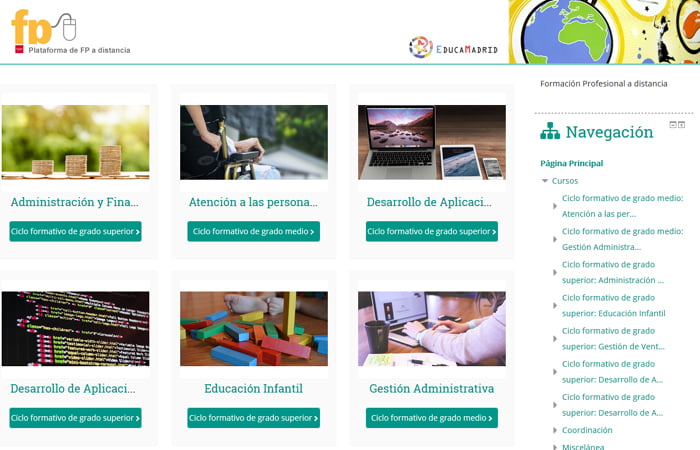 fp
Plataforma de FP a distancia
EDUCAMADRID
Formación Profesional a distancia
Navegación
Página Principal
Cursos
Ciclo formativo de grado medio:
Atención a las per...
Ciclo formativo de grado medio:
Gestión Administra...
Ciclo formativo de grado
superior: Administración ...
Ciclo formativo de grado
superior: Educación Infantil
Ciclo formativo de grado
superior: Gestión de Vent...
Ciclo formativo de grado
superior: Desarrollo de A...
Ciclo formativo de grado
superior: Desarrollo de A...
Coordinación
Miscelánea
Administración y Fina...
Ciclo formativo de grado superior
Atención a las persona...
Ciclo formativo de grado medio
Desarrollo de Aplicaci...
Ciclo formativo de grado superior
Desarrollo de Aplicaci...
Ciclo formativo de grado superior
Educación Infantil
Ciclo formativo de grado superior
Gestión Administrativa
Ciclo formativo de grado medio